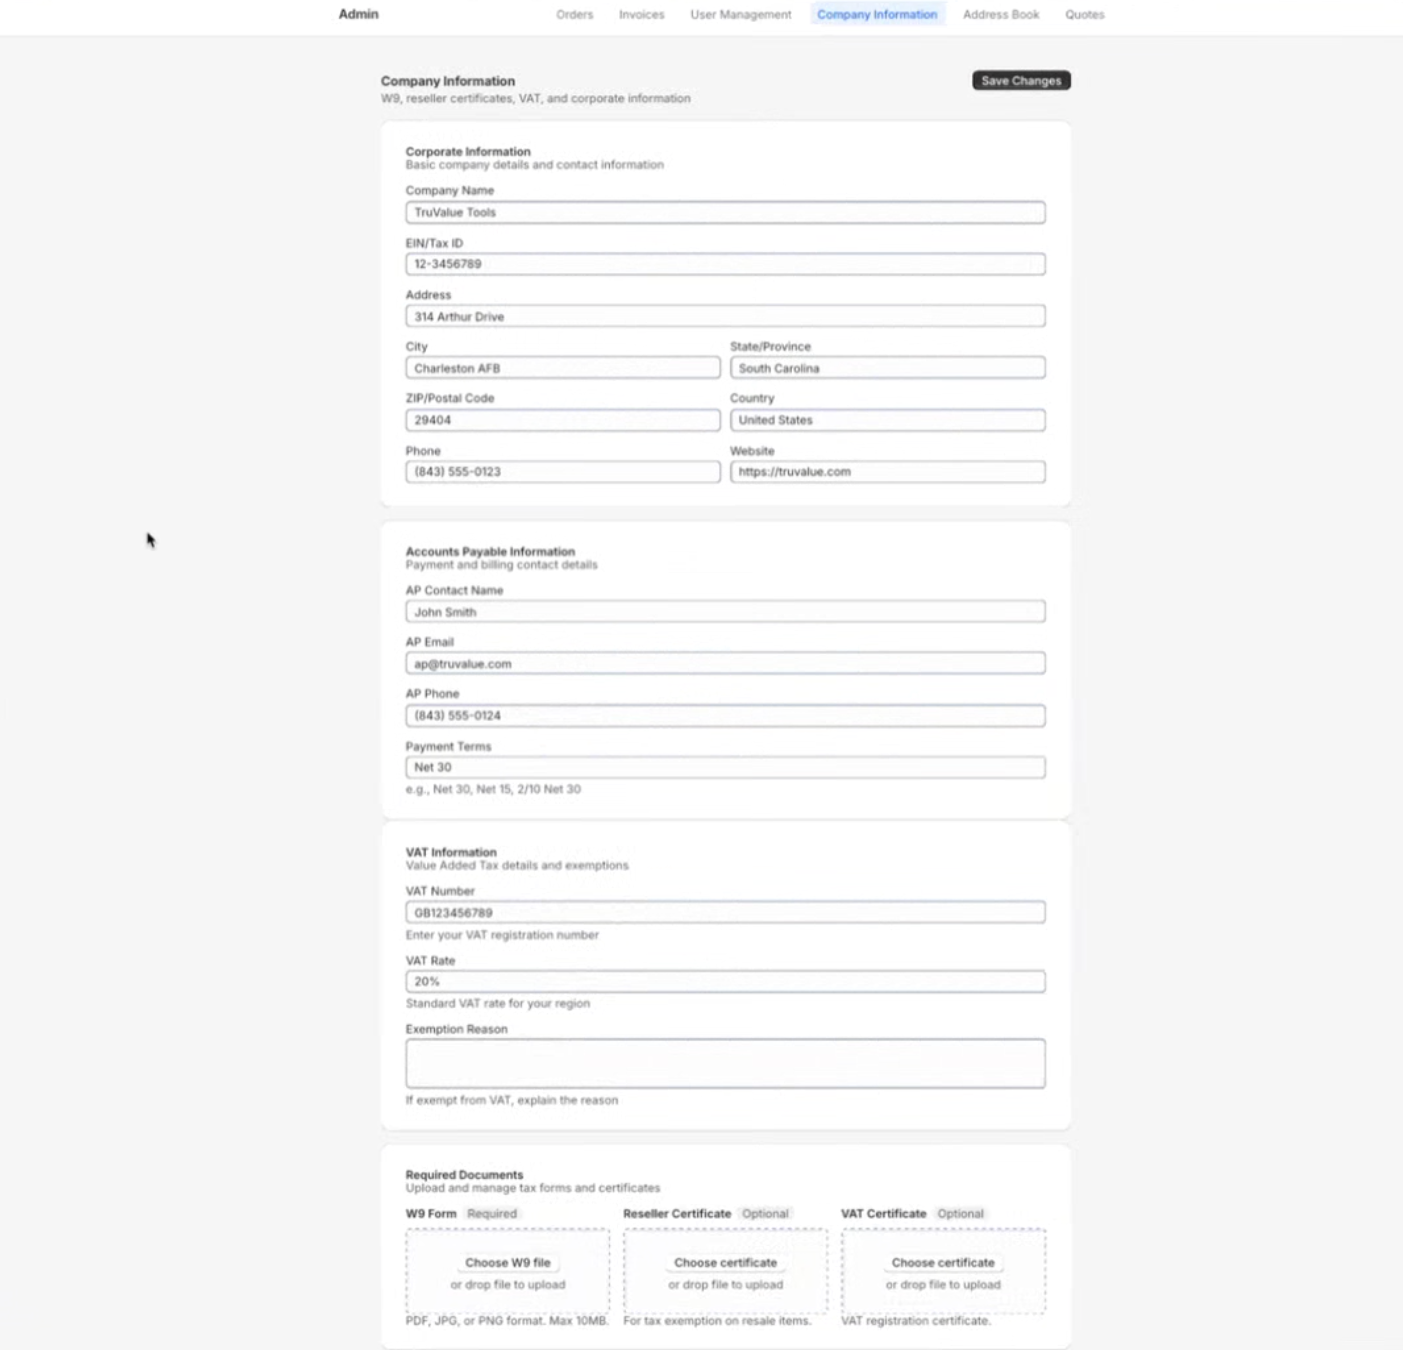 Admin Orders Invoices User Management Company Information Address Book Quotes
Company Information
Save Changes
W9, reseller certificates, VAT, and corporate information
Corporate Information
Basic company details and contact information
Company Name
TruValue Tools
EIN/Tax ID
12-3456789
Address
314 Arthur Drive
City State/Province
Charleston AFB South Carolina
ZIP/Postal Code Country
29404 United States
Phone Website
(843) 555-0123 https://truvalue.com
Accounts Payable Information
Payment and billing contact details
AP Contact Name
John Smith
AP Email
ap@truvalue.com
AP Phone
(843) 555-0124
Payment Terms
Net 30
e.g., Net 30, Net 15, 2/10 Net 30
VAT Information
Value Added Tax details and exemptions
VAT Number
GB123456789
Enter your VAT registration number
VAT Rate
20%
Standard VAT rate for your region
Exemption Reason
If exempt from VAT, explain the reason
Required Documents
Upload and manage tax forms and certificates
W9 Form Required Reseller Certificate Optional VAT Certificate Optional
Choose W9 file Choose certificate Choose certificate
or drop file to upload or drop file to upload or drop file to upload
PDF, JPG, or PNG format. Max 10MB. For tax exemption on resale items. VAT registration certificate.